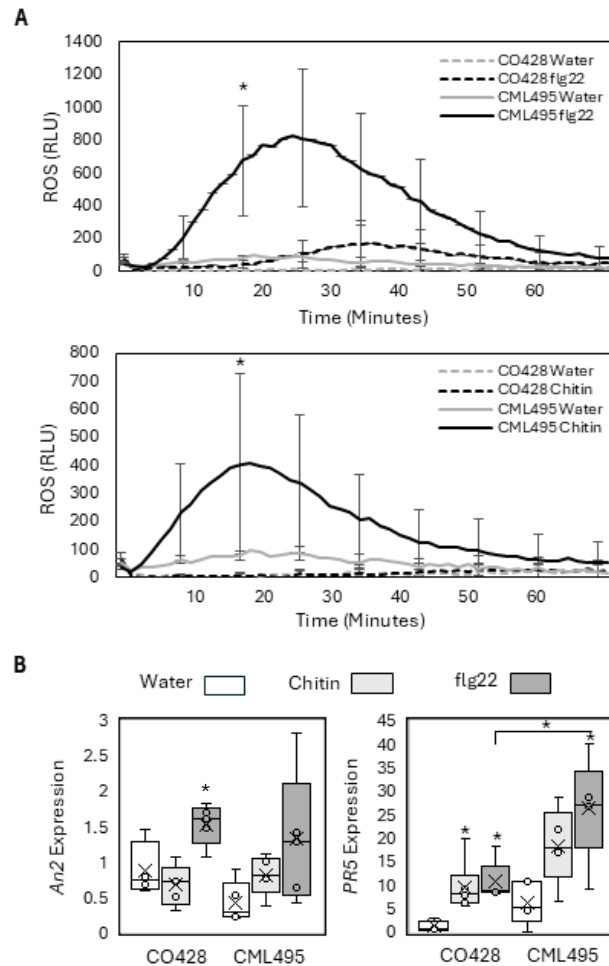 A
1400
1200
1000
800
600
400
200
0
ROS (RLU)
*
CO428 Water
CO428 flg22
CML495 Water
CML495 flg22
10 20 30 40 50 60
Time (Minutes)
800
700
600
500
400
300
200
100
0
ROS (RLU)
*
CO428 Water
CO428 Chitin
CML495 Water
CML495 Chitin
10 20 30 40 50 60
Time (Minutes)
B
Water Chitin flg22
3
2.5
2
1.5
1
0.5
0
An2 Expression
*
CO428 CML495
45
40
35
30
25
20
15
10
5
0
PR5 Expression
*
*
*
*
CO428 CML495